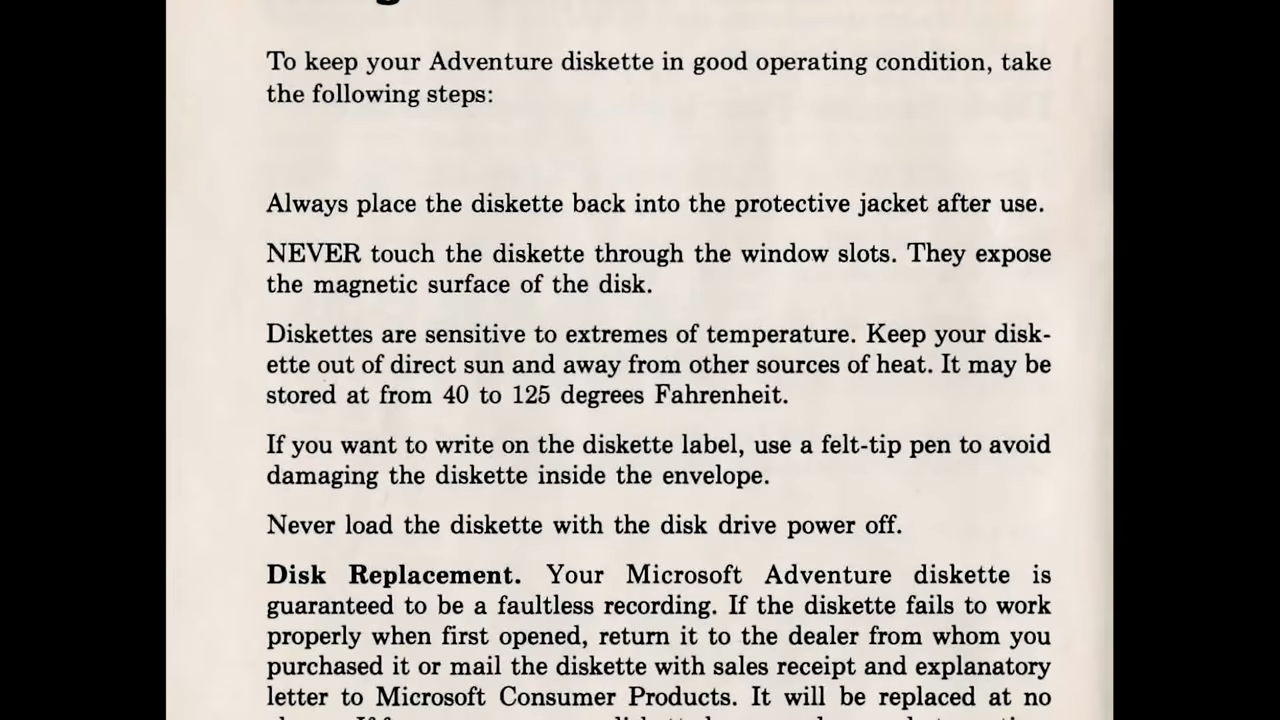 To keep your Adventure diskette in good operating condition, take
the following steps:
Always place the diskette back into the protective jacket after use.
NEVER touch the diskette through the window slots. They expose
the magnetic surface of the disk.
Diskettes are sensitive to extremes of temperature. Keep your disk-
ette out of direct sun and away from other sources of heat. It may be
stored at from 40 to 125 degrees Fahrenheit.
If you want to write on the diskette label, use a felt-tip pen to avoid
damaging the diskette inside the envelope.
Never load the diskette with the disk drive power off.
Disk Replacement. Your Microsoft Adventure diskette is
guaranteed to be a faultless recording. If the diskette fails to work
properly when first opened, return it to the dealer from whom you
purchased it or mail the diskette with sales receipt and explanatory
letter to Microsoft Consumer Products. It will be replaced at no